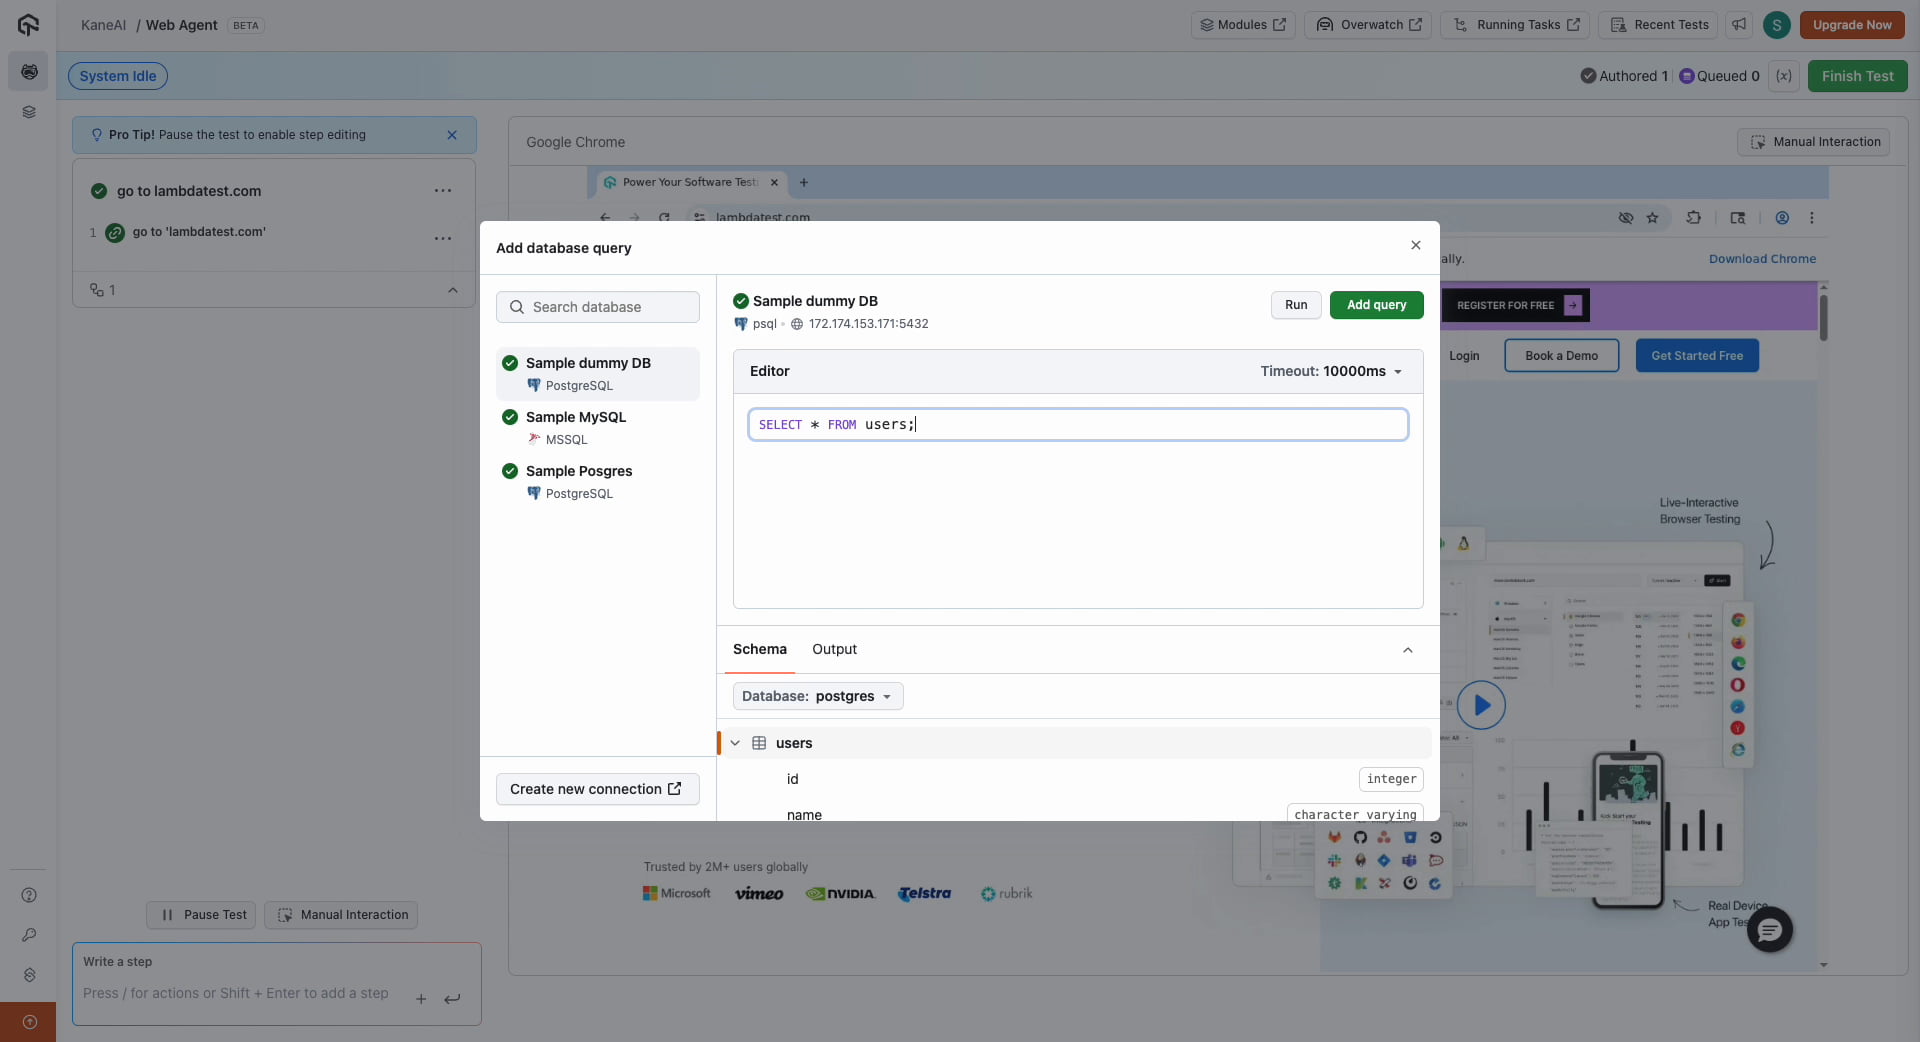 KaneAI / Web Agent BETA
Modules
Overwatch
Running Tasks
Recent Tests
S
Upgrade Now
System Idle
Authored 1
Queued 0
(x)
Finish Test
Pro Tip! Pause the test to enable step editing
go to lambdatest.com
1 go to 'lambdatest.com'
1
Pause Test
Manual Interaction
Write a step
Press / for actions or Shift + Enter to add a step
Google Chrome
Manual Interaction
Power Your Software Test
lambdatest.com
ally.
Download Chrome
REGISTER FOR FREE
Login
Book a Demo
Get Started Free
Add database query
Search database
Sample dummy DB
PostgreSQL
Sample MySQL
MSSQL
Sample Posgres
PostgreSQL
Create new connection
Sample dummy DB
psql • 172.174.153.171:5432
Run
Add query
Editor
Timeout: 10000ms
SELECT * FROM users;
Schema
Output
Database: postgres
users
id
integer
name
character varying
Live-Interactive
Browser Testing
Kick Start your
Testing
Real Device
App Tes
Trusted by 2M+ users globally
Microsoft
vimeo
NVIDIA.
Telstra
rubrik